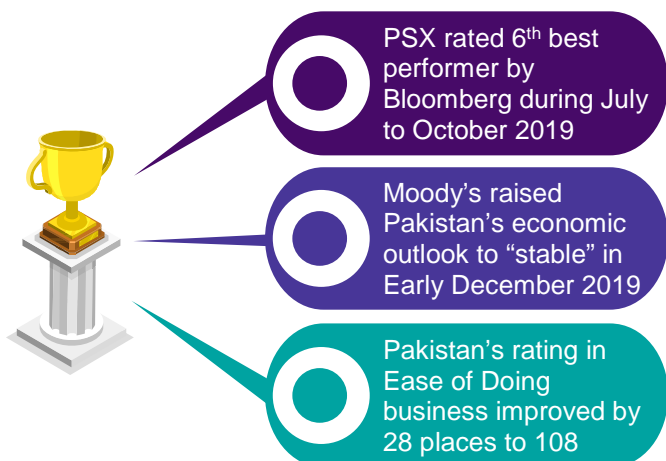 PSX rated 6th best
performer by
Bloomberg during July
to October 2019
Moody’s raised
Pakistan’s economic
outlook to “stable” in
Early December 2019
Pakistan’s rating in
Ease of Doing
business improved by
28 places to 108